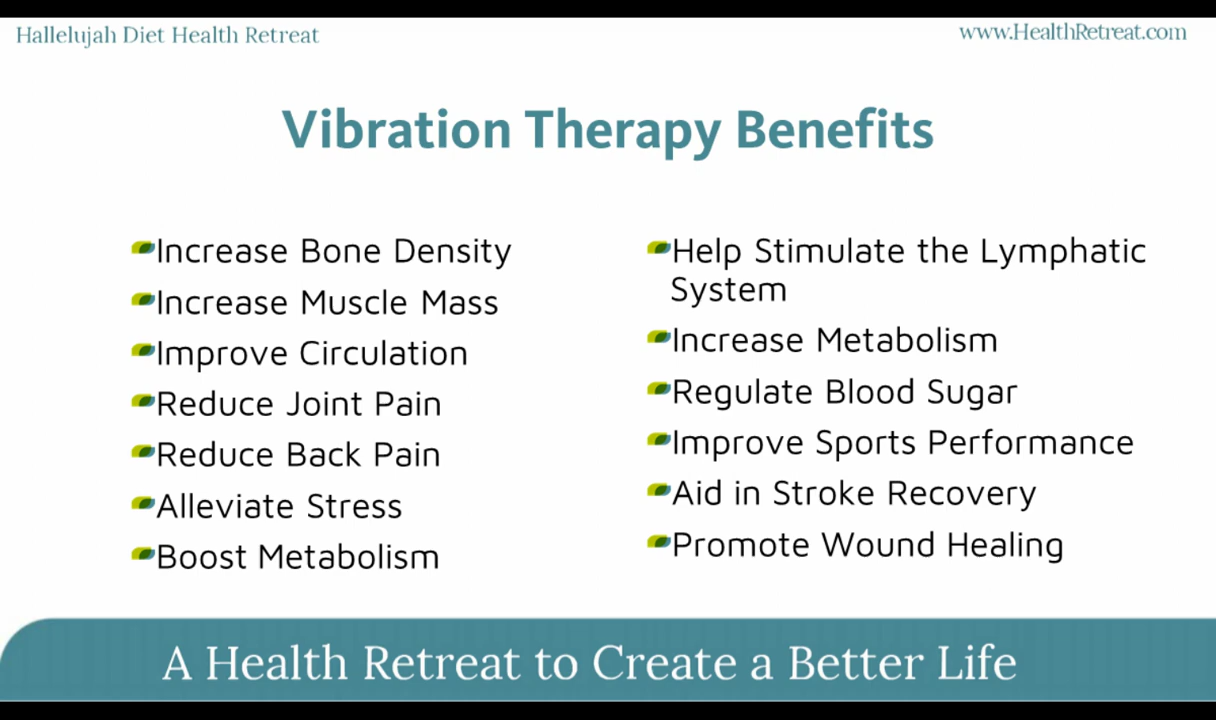 Hallelujah Diet Health Retreat
www.HealthRetreat.com
Vibration Therapy Benefits
Increase Bone Density
Increase Muscle Mass
Improve Circulation
Reduce Joint Pain
Reduce Back Pain
Alleviate Stress
Boost Metabolism
Help Stimulate the Lymphatic
System
Increase Metabolism
Regulate Blood Sugar
Improve Sports Performance
Aid in Stroke Recovery
Promote Wound Healing
A Health Retreat to Create a Better Life